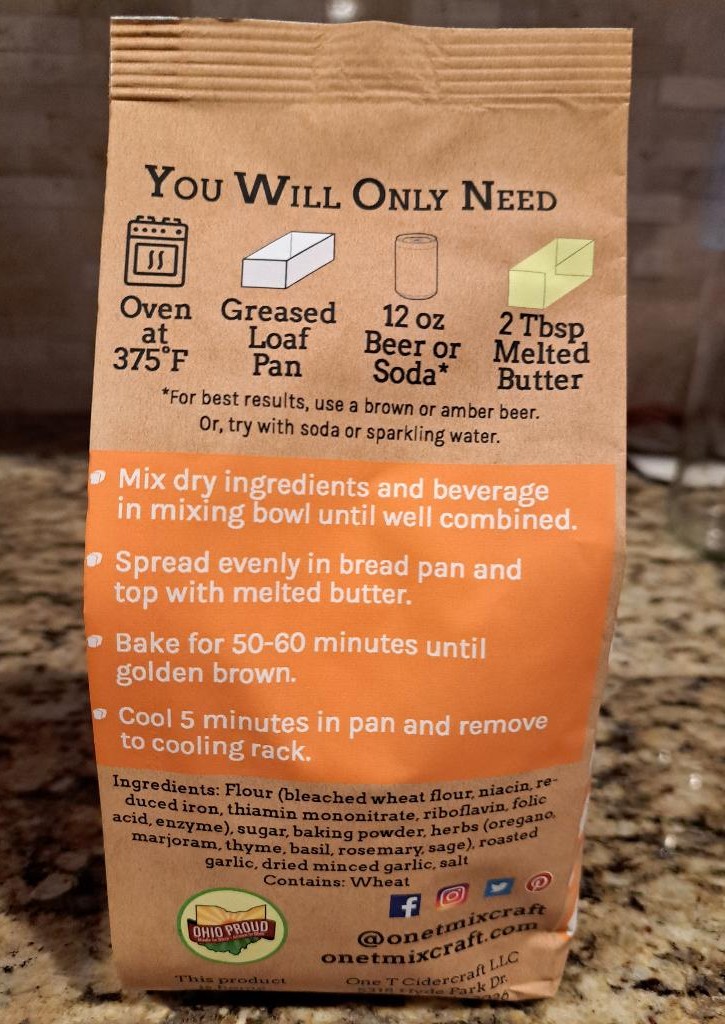 YOU WILL ONLY NEED
Oven
at
375°F
Greased
Loaf
Pan
12 oz
Beer or
Soda*
2 Tbsp
Melted
Butter
*For best results, use a brown or amber beer.
Or, try with soda or sparkling water.
Mix dry ingredients and beverage
in mixing bowl until well combined.
Spread evenly in bread pan and
top with melted butter.
Bake for 50-60 minutes until
golden brown.
Cool 5 minutes in pan and remove
to cooling rack.
Ingredients: Flour (bleached wheat flour, niacin, re-
duced iron, thiamin mononitrate, riboflavin, folic
acid, enzyme), sugar, baking powder, herbs (oregano,
marjoram, thyme, basil, rosemary, sage), roasted
garlic, dried minced garlic, salt
Contains: Wheat
OHIO PROUD
@onetmixcraft
onetmixcraft.com
This product
One T Cidercraft LLC
Park Dr.